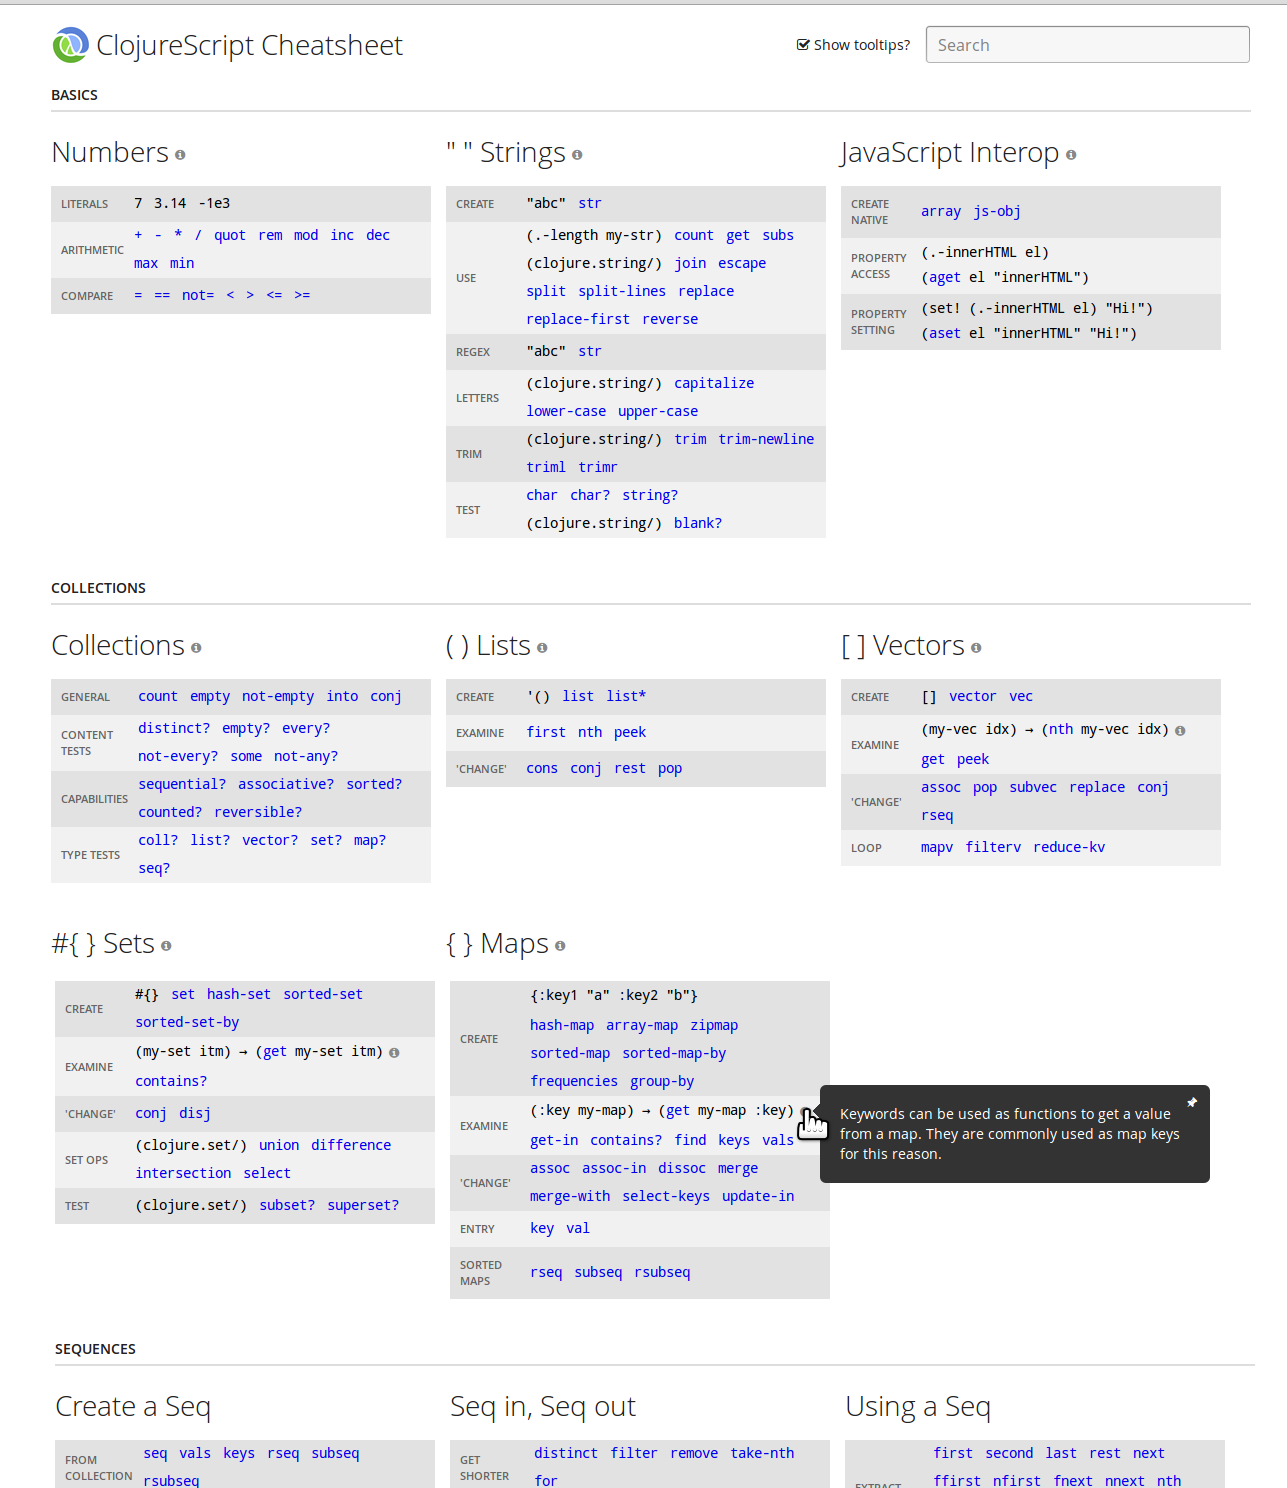 ClojureScript Cheatsheet
Show tooltips?
Search
BASICS
Numbers
LITERALS 7 3.14 -1e3
ARITHMETIC + - * / quot rem mod inc dec
max min
COMPARE = == not= < > <= >=
" " Strings
CREATE "abc" str
USE (.-length my-str) count get subs
(clojure.string/) join escape
split split-lines replace
replace-first reverse
REGEX "abc" str
LETTERS (clojure.string/) capitalize
lower-case upper-case
TRIM (clojure.string/) trim trim-newline
triml trimr
TEST char char? string?
(clojure.string/) blank?
JavaScript Interop
CREATE NATIVE array js-obj
PROPERTY ACCESS (.-innerHTML el)
(aget el "innerHTML")
PROPERTY SETTING (set! (.-innerHTML el) "Hi!")
(aset el "innerHTML" "Hi!")
COLLECTIONS
Collections
GENERAL count empty not-empty into conj
CONTENT TESTS distinct? empty? every?
not-every? some not-any?
CAPABILITIES sequential? associative? sorted?
counted? reversible?
TYPE TESTS coll? list? vector? set? map?
seq?
( ) Lists
CREATE '() list list*
EXAMINE first nth peek
'CHANGE' cons conj rest pop
[ ] Vectors
CREATE [] vector vec
EXAMINE (my-vec idx) → (nth my-vec idx)
get peek
'CHANGE' assoc pop subvec replace conj
rseq
LOOP mapv filterv reduce-kv
#{ } Sets
CREATE #{} set hash-set sorted-set
sorted-set-by
EXAMINE (my-set itm) → (get my-set itm)
contains?
'CHANGE' conj disj
SET OPS (clojure.set/) union difference
intersection select
TEST (clojure.set/) subset? superset?
{ } Maps
CREATE {:key1 "a" :key2 "b"}
hash-map array-map zipmap
sorted-map sorted-map-by
frequencies group-by
EXAMINE (:key my-map) → (get my-map :key)
get-in contains? find keys vals
'CHANGE' assoc assoc-in dissoc merge
merge-with select-keys update-in
ENTRY key val
SORTED MAPS rseq subseq rsubseq
Keywords can be used as functions to get a value
from a map. They are commonly used as map keys
for this reason.
SEQUENCES
Create a Seq
FROM COLLECTION seq vals keys rseq subseq
rsubseq
Seq in, Seq out
GET SHORTER distinct filter remove take-nth
for
Using a Seq
EXTRACT first second last rest next
ffirst nfirst fnext nnext nth